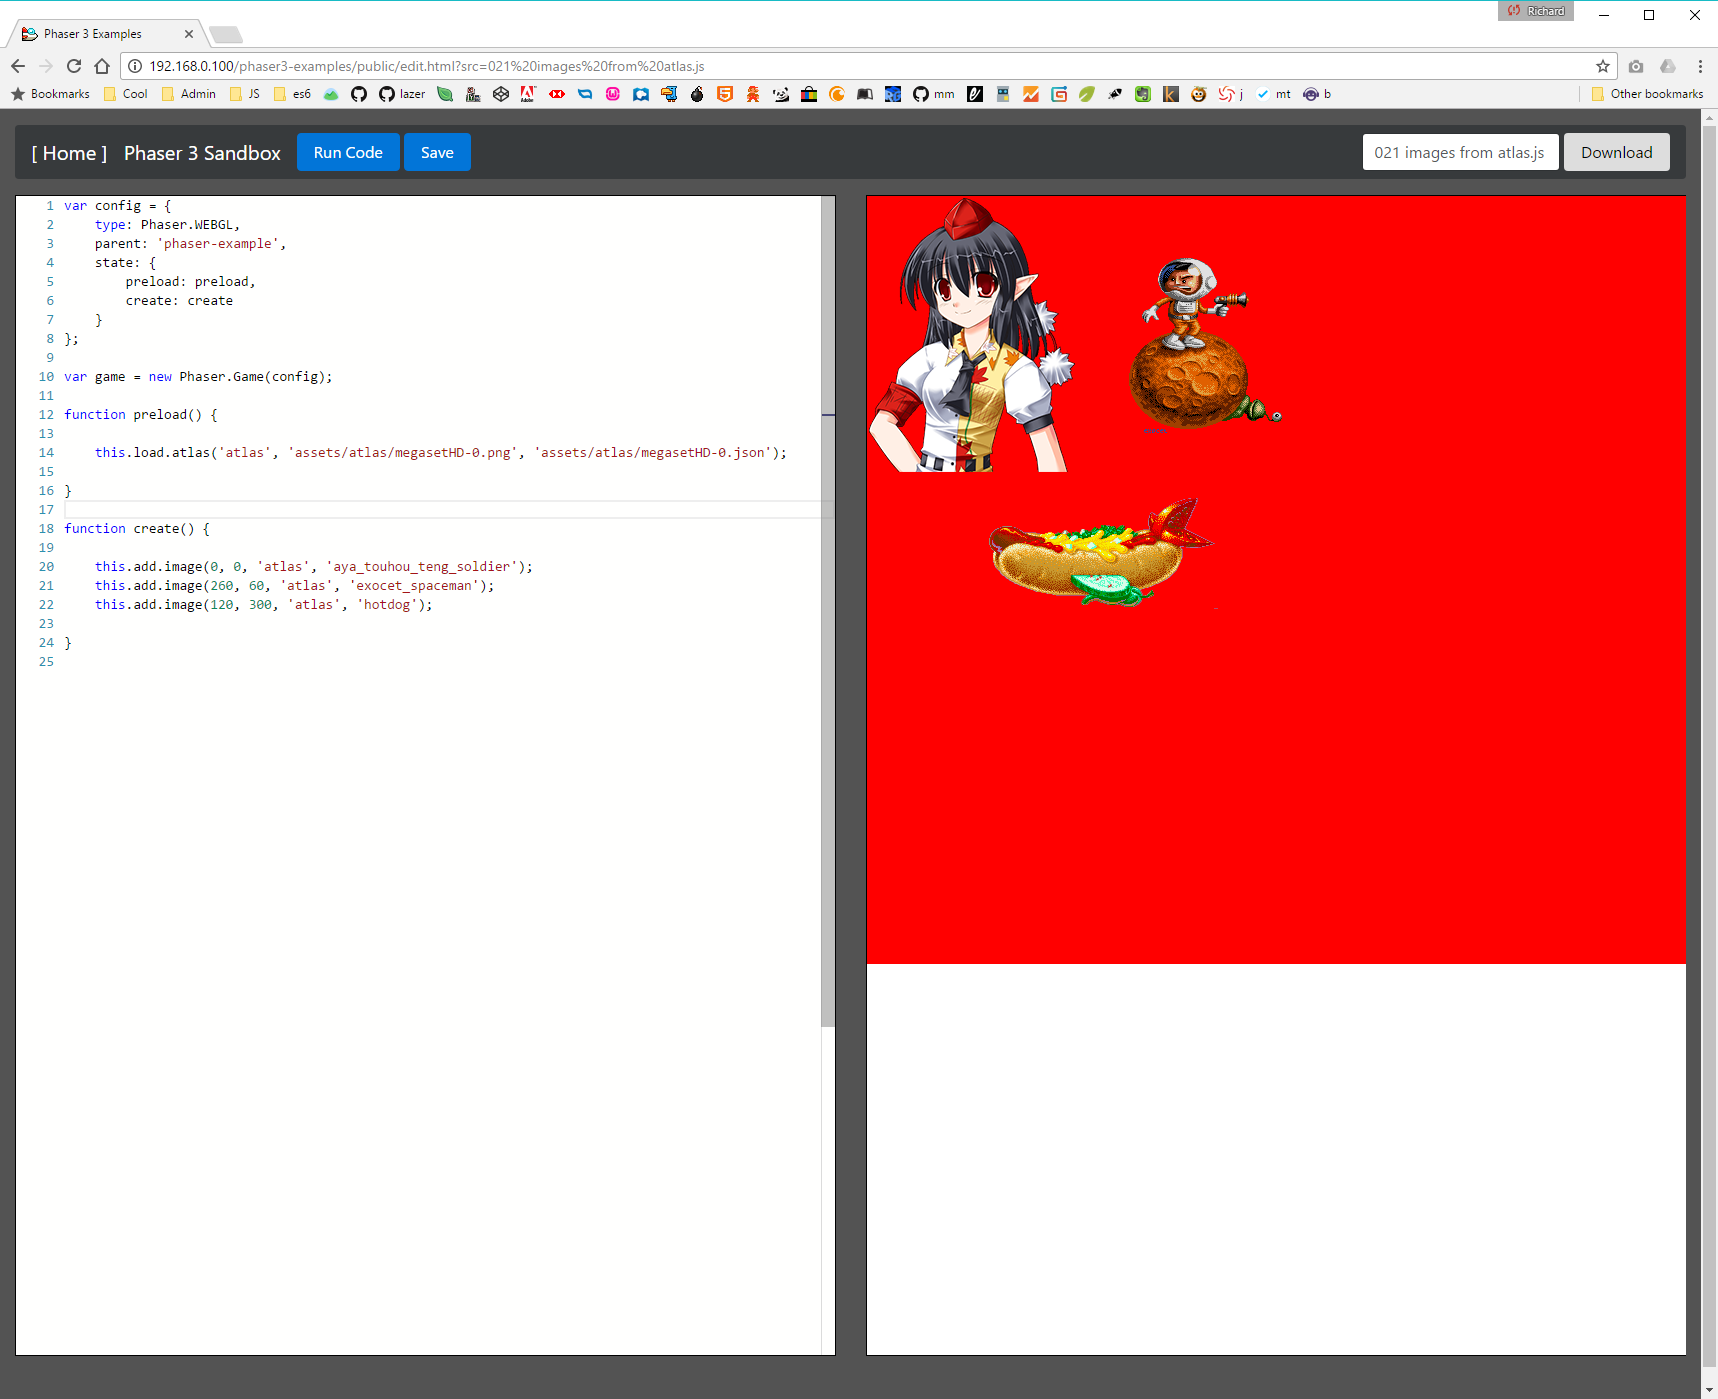 Richard
Phaser 3 Examples
192.168.0.100/phaser3-examples/public/edit.html?src=021%20images%20from%20atlas.js
Bookmarks Cool Admin JS es6 lazer mm j mt b Other bookmarks
[ Home ] Phaser 3 Sandbox Run Code Save 021 images from atlas.js Download
1 var config = {
2 type: Phaser.WEBGL,
3 parent: 'phaser-example',
4 state: {
5 preload: preload,
6 create: create
7 }
8 };
9
10 var game = new Phaser.Game(config);
11
12 function preload() {
13
14 this.load.atlas('atlas', 'assets/atlas/megasetHD-0.png', 'assets/atlas/megasetHD-0.json');
15
16 }
17
18 function create() {
19
20 this.add.image(0, 0, 'atlas', 'aya_touhou_teng_soldier');
21 this.add.image(260, 60, 'atlas', 'exocet_spaceman');
22 this.add.image(120, 300, 'atlas', 'hotdog');
23
24 }
25